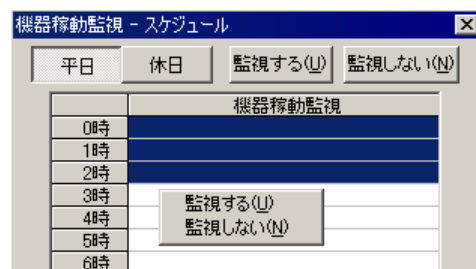 機器稼動監視 - スケジュール
平日 休日 監視する(U) 監視しない(N)
機器稼動監視
0時
1時
2時
3時
監視する(U)
4時
監視しない(N)
5時
6時